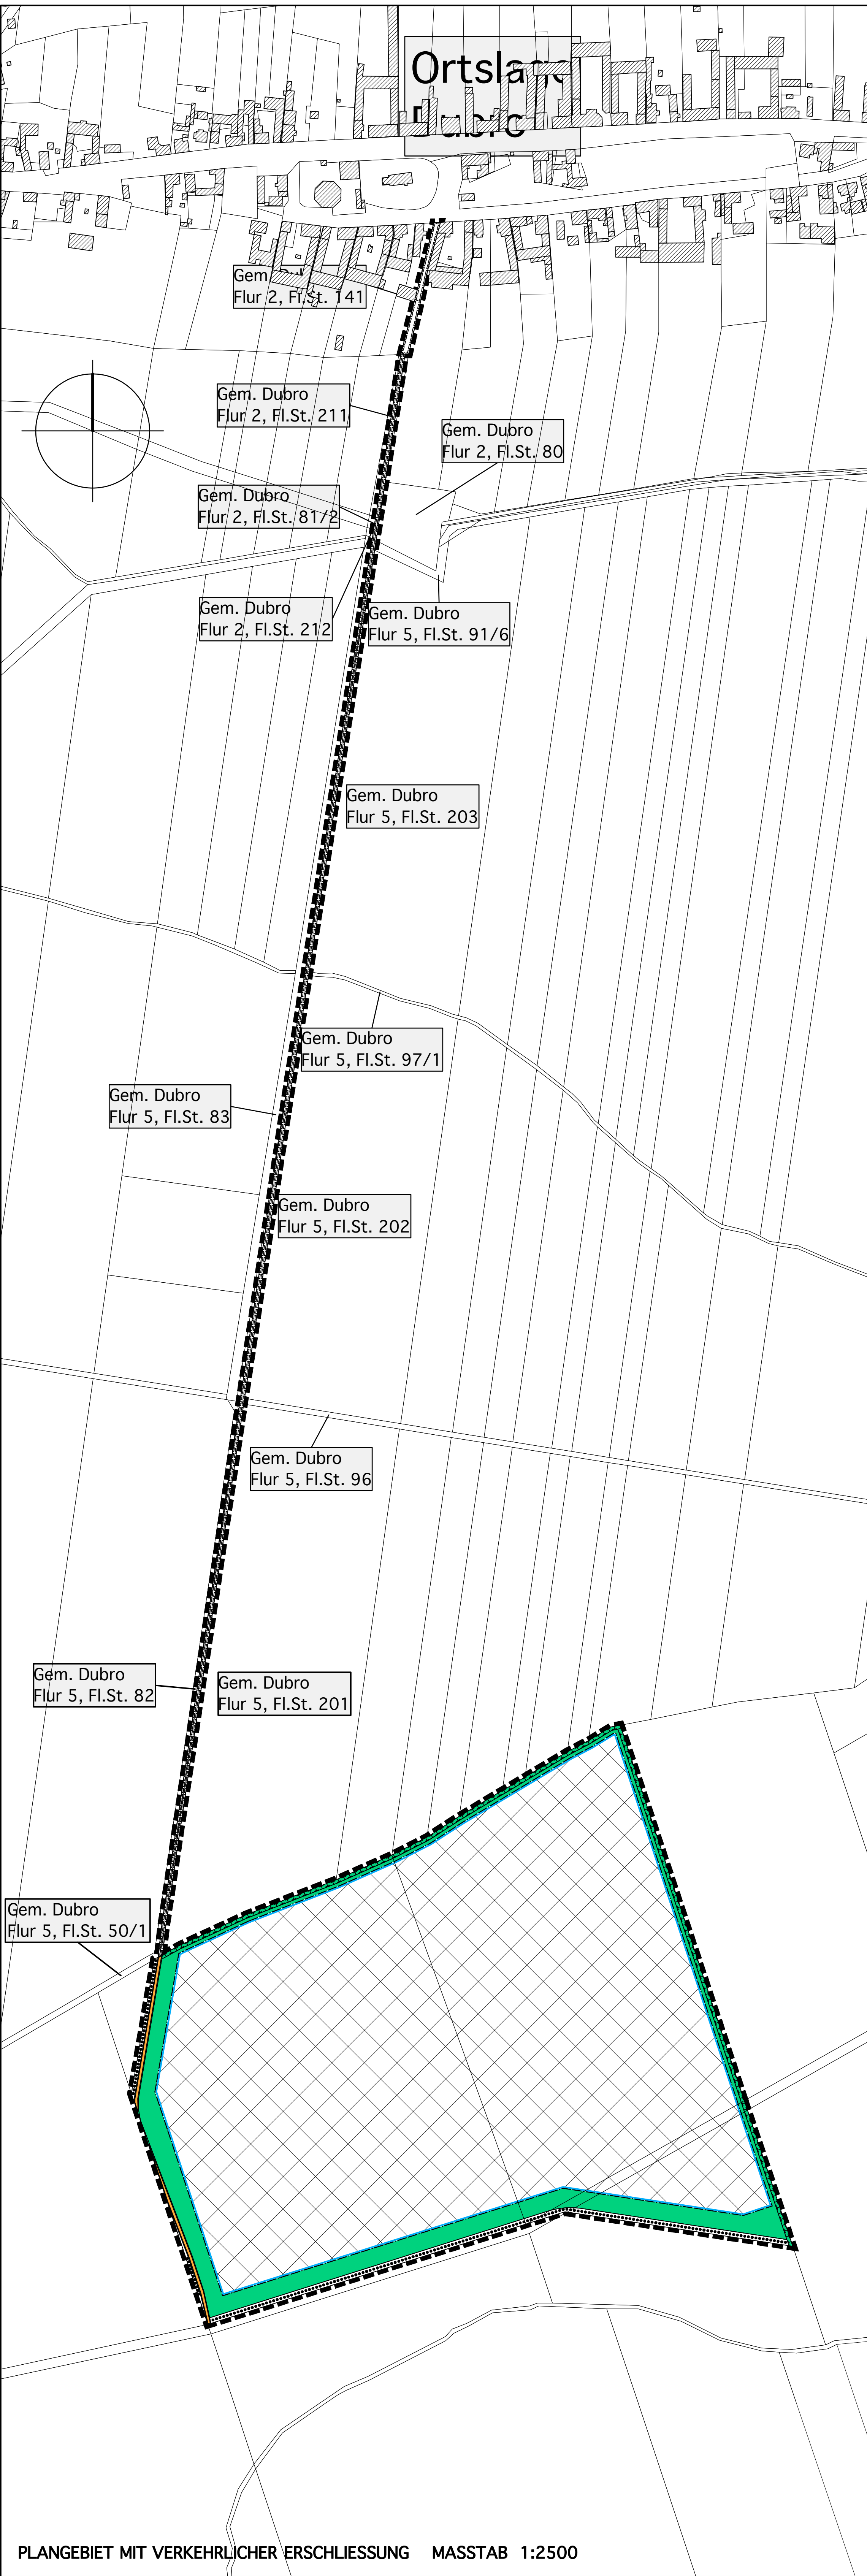 Ortslage
Dubro
Gem. Dubro
Flur 2, Fl.St. 141
Gem. Dubro
Flur 2, Fl.St. 211
Gem. Dubro
Flur 2, Fl.St. 80
Gem. Dubro
Flur 2, Fl.St. 81/2
Gem. Dubro
Flur 2, Fl.St. 212
Gem. Dubro
Flur 5, Fl.St. 91/6
Gem. Dubro
Flur 5, Fl.St. 203
Gem. Dubro
Flur 5, Fl.St. 97/1
Gem. Dubro
Flur 5, Fl.St. 83
Gem. Dubro
Flur 5, Fl.St. 202
Gem. Dubro
Flur 5, Fl.St. 96
Gem. Dubro
Flur 5, Fl.St. 82
Gem. Dubro
Flur 5, Fl.St. 201
Gem. Dubro
Flur 5, Fl.St. 50/1
PLANGEBIET MIT VERKEHRLICHER ERSCHLIESSUNG MASSTAB 1:2500